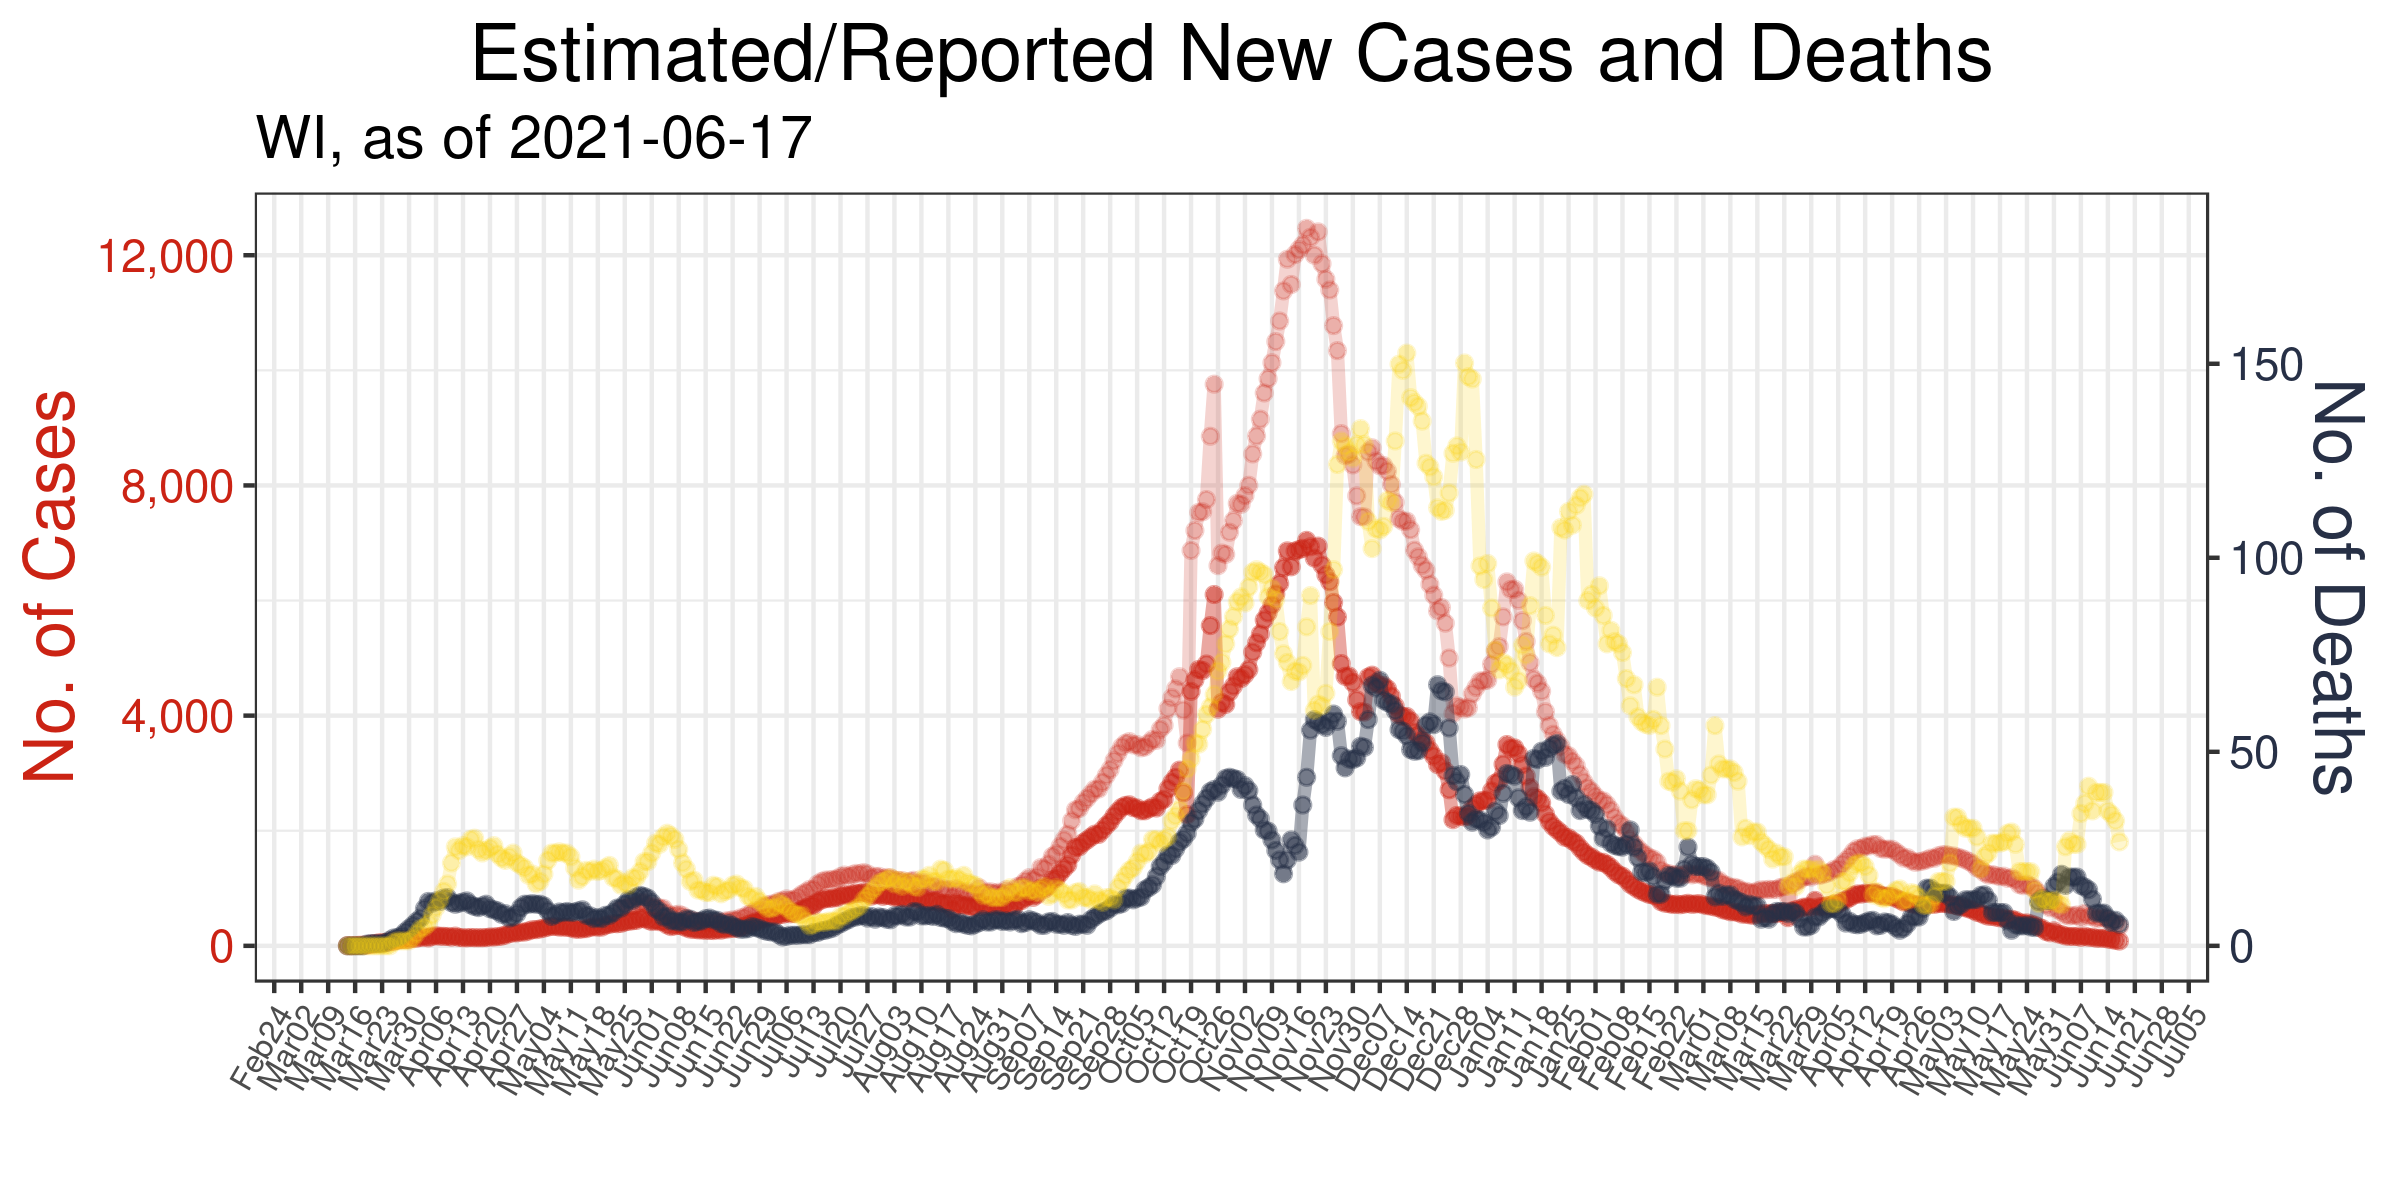 Estimated/Reported New Cases and Deaths
WI, as of 2021-06-17
No. of Cases
12,000
8,000
4,000
0
150
100
50
0
No. of Deaths
Feb24
Mar02
Mar09
Mar16
Mar23
Mar30
Apr06
Apr13
Apr20
Apr27
May04
May11
May18
May25
Jun01
Jun08
Jun15
Jun22
Jun29
Jul06
Jul13
Jul20
Jul27
Aug03
Aug10
Aug17
Aug24
Aug31
Sep07
Sep14
Sep21
Sep28
Oct05
Oct12
Oct19
Oct26
Nov02
Nov09
Nov16
Nov23
Nov30
Dec07
Dec14
Dec21
Dec28
Jan04
Jan11
Jan18
Jan25
Feb01
Feb08
Feb15
Feb22
Mar01
Mar08
Mar15
Mar22
Mar29
Apr05
Apr12
Apr19
Apr26
May03
May10
May17
May24
May31
Jun07
Jun14
Jun21
Jun28
Jul05